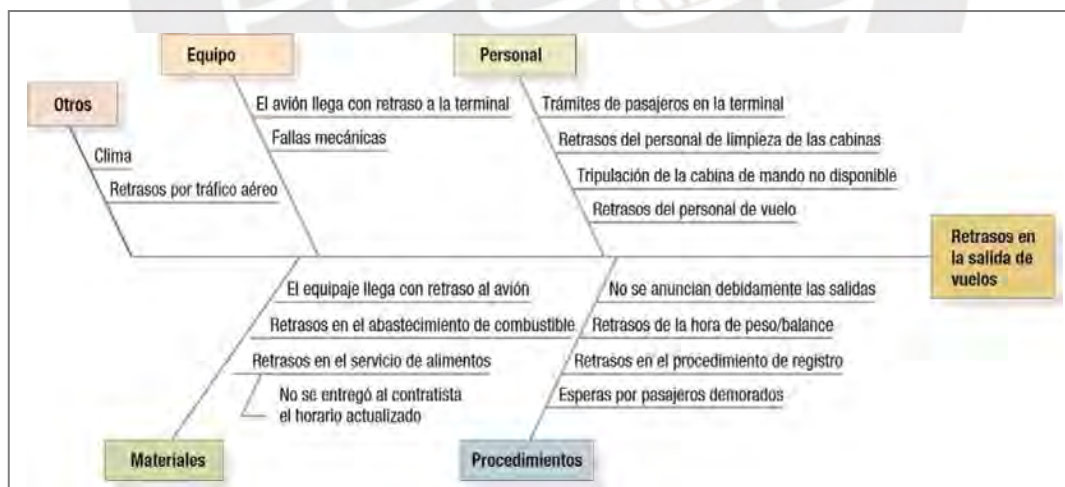 Equipo
Personal
Otros
El avión llega con retraso a la terminal
Fallas mecánicas
Trámites de pasajeros en la terminal
Retrasos del personal de limpieza de las cabinas
Tripulación de la cabina de mando no disponible
Retrasos del personal de vuelo
Clima
Retrasos por tráfico aéreo
Retrasos en
la salida de
vuelos
El equipaje llega con retraso al avión
Retrasos en el abastecimiento de combustible
Retrasos en el servicio de alimentos
No se entregó al contratista
el horario actualizado
No se anuncian debidamente las salidas
Retrasos de la hora de peso/balance
Retrasos en el procedimiento de registro
Esperas por pasajeros demorados
Materiales
Procedimientos